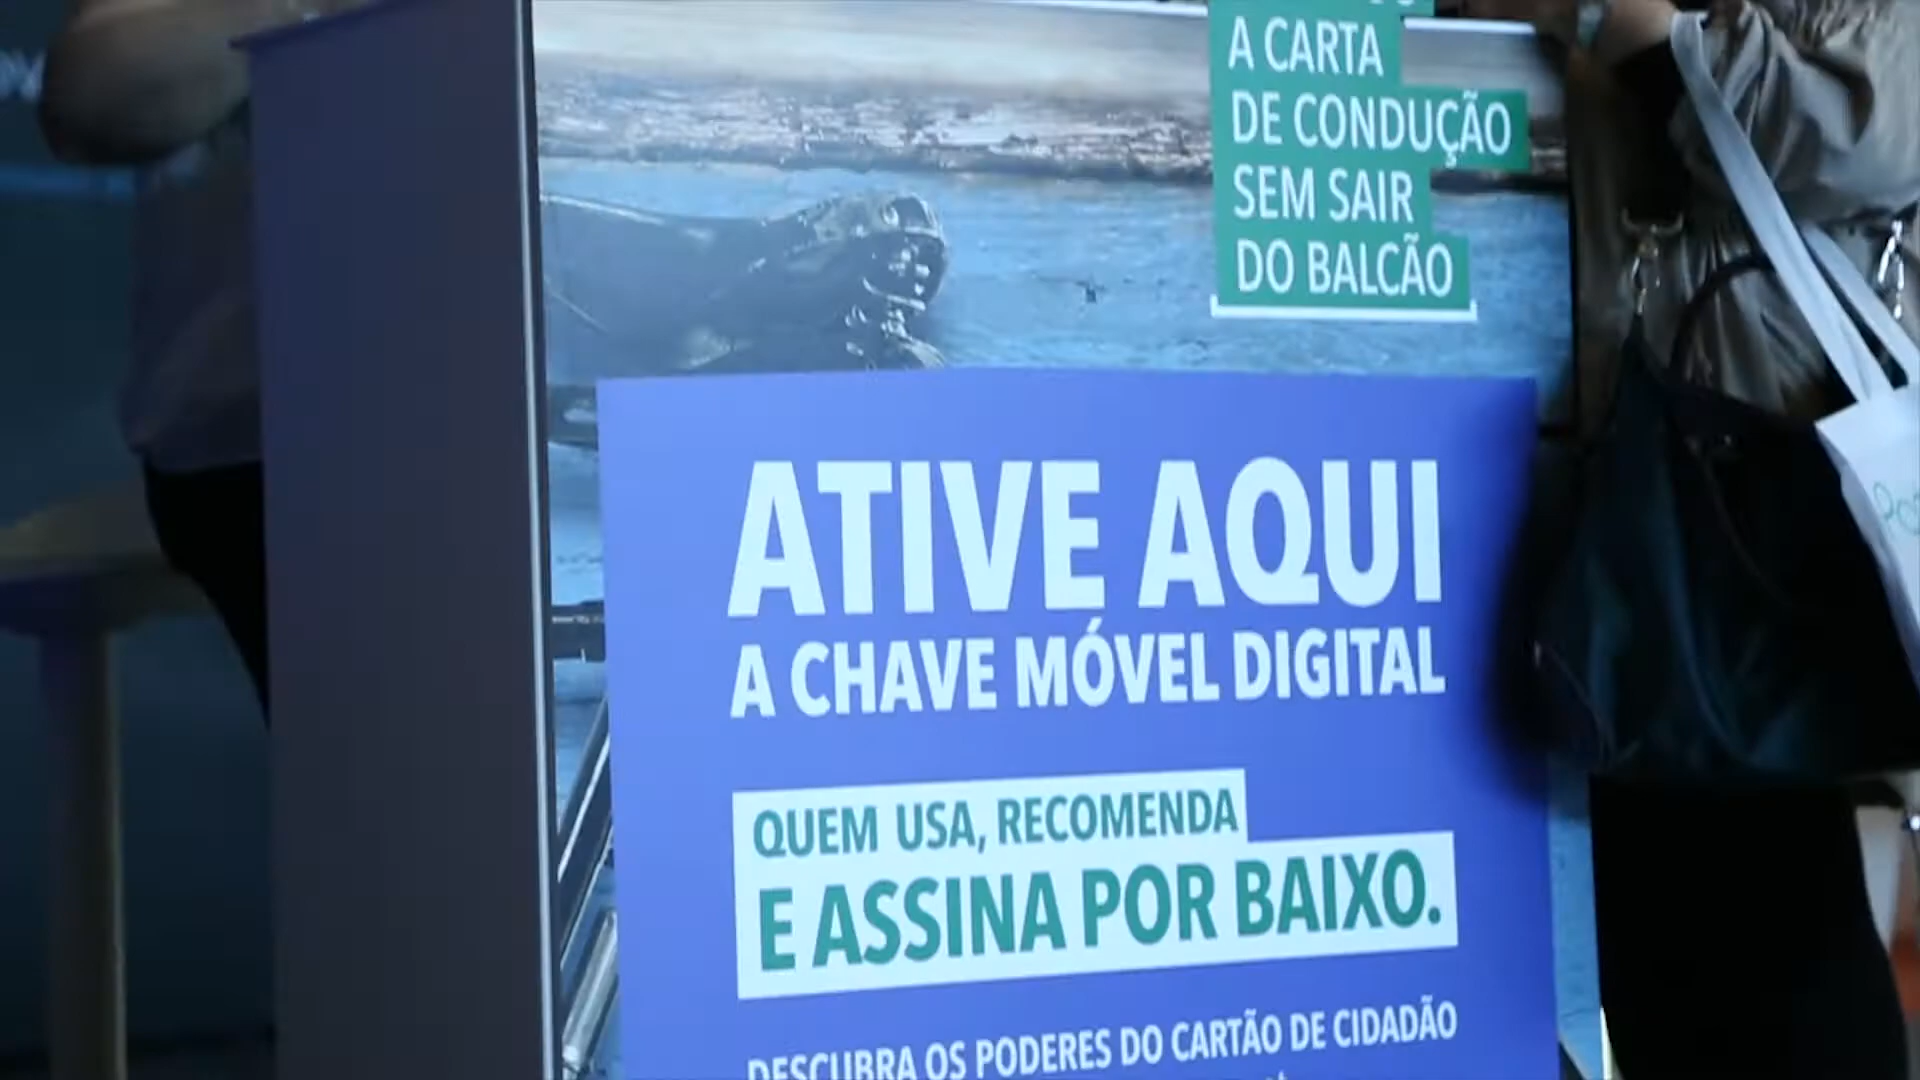 A CARTA
DE CONDUÇÃO
SEM SAIR
DO BALCÃO
ATIVE AQUI
A CHAVE MÓVEL DIGITAL
QUEM USA, RECOMENDA
E ASSINA POR BAIXO.
DESCUBRA OS PODERES DO CARTÃO DE CIDADÃO